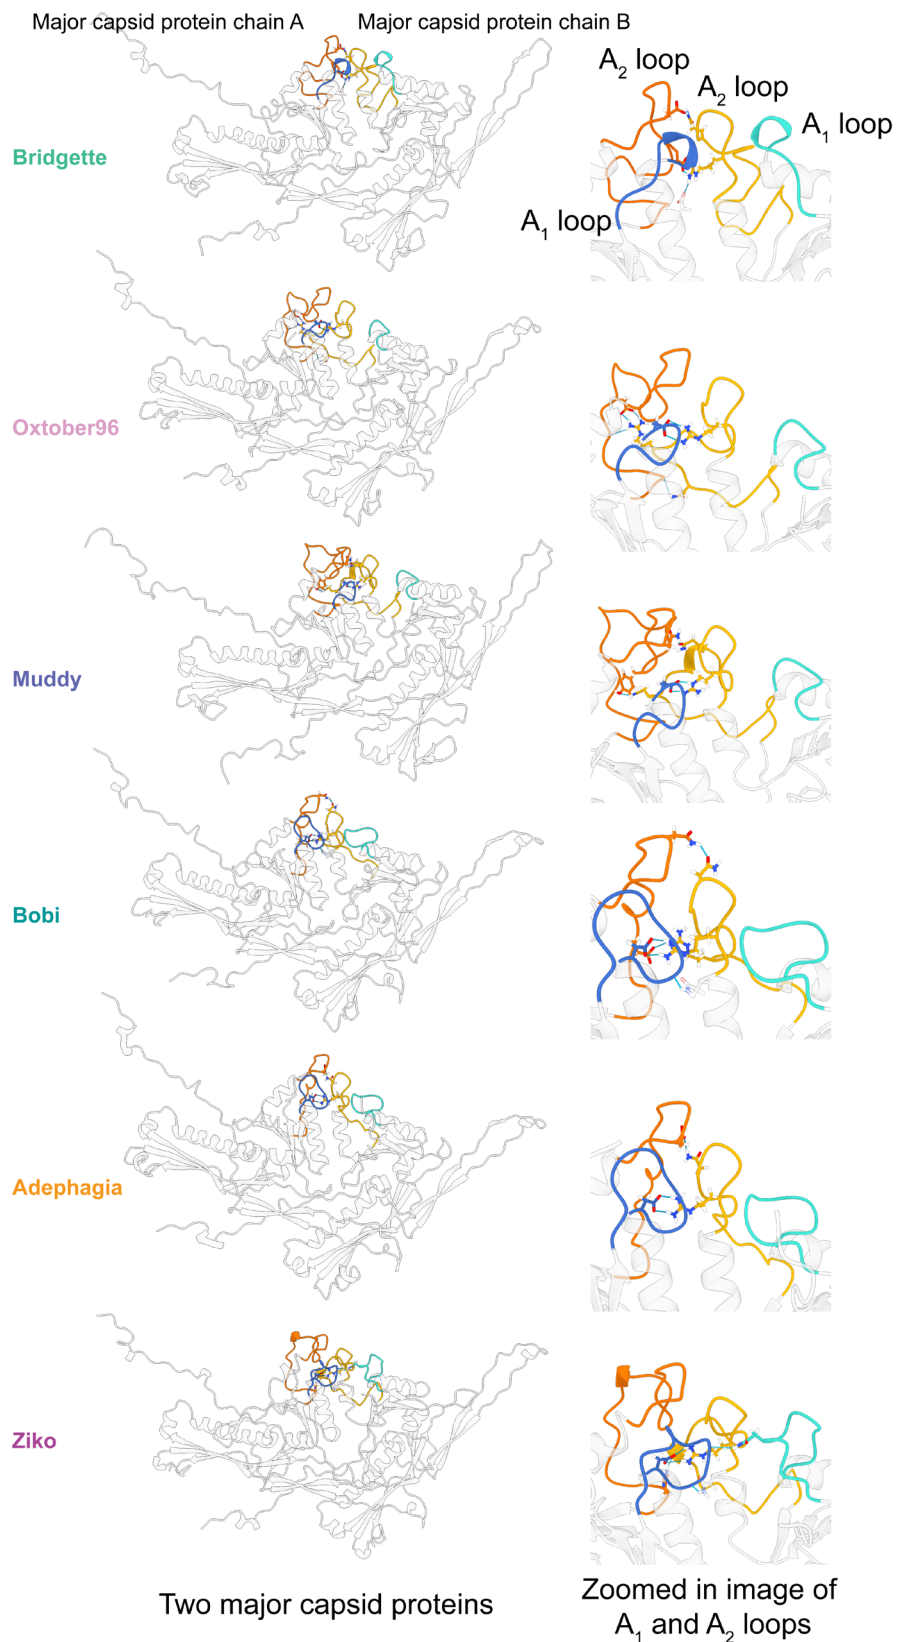 Major capsid protein chain A
Major capsid protein chain B
A₂ loop
A₂ loop
A₁ loop
Bridgette
A₁ loop
Oxtober96
Muddy
Bobi
Adephagia
Ziko
Two major capsid proteins
Zoomed in image of
A₁ and A₂ loops